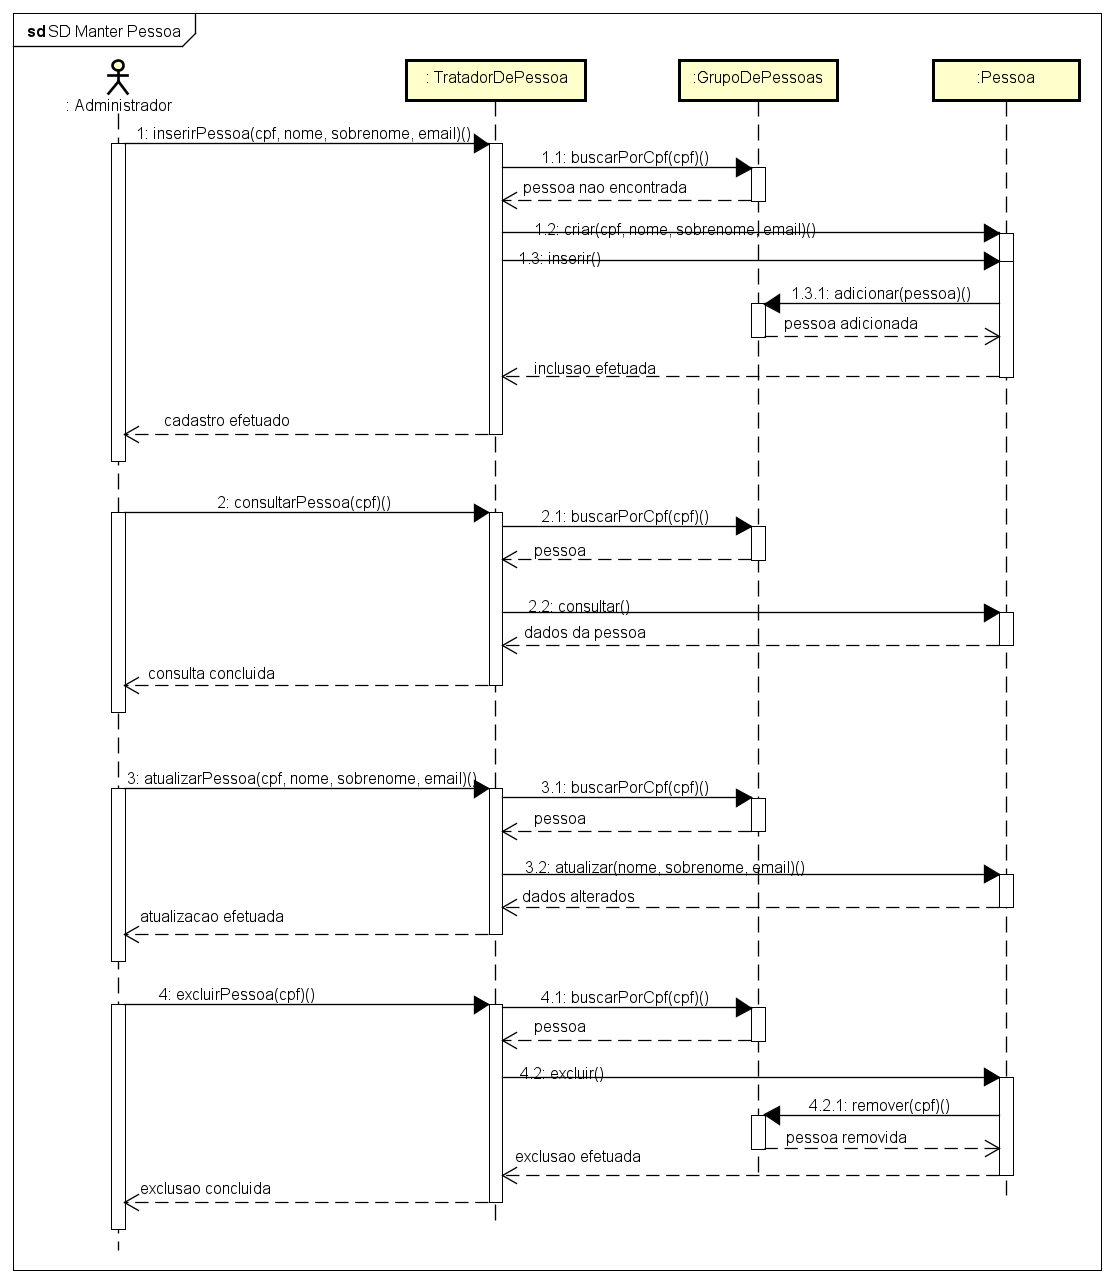 sd SD Manter Pessoa
: Administrador
: TratadorDePessoa
:GrupoDePessoas
:Pessoa
1: inserirPessoa(cpf, nome, sobrenome, email)()
1.1: buscarPorCpf(cpf)()
pessoa nao encontrada
1.2: criar(cpf, nome, sobrenome, email)()
1.3: inserir()
1.3.1: adicionar(pessoa)()
pessoa adicionada
inclusao efetuada
cadastro efetuado
2: consultarPessoa(cpf)()
2.1: buscarPorCpf(cpf)()
pessoa
2.2: consultar()
dados da pessoa
consulta concluida
3: atualizarPessoa(cpf, nome, sobrenome, email)()
3.1: buscarPorCpf(cpf)()
pessoa
3.2: atualizar(nome, sobrenome, email)()
dados alterados
atualizacao efetuada
4: excluirPessoa(cpf)()
4.1: buscarPorCpf(cpf)()
pessoa
4.2: excluir()
4.2.1: remover(cpf)()
pessoa removida
exclusao efetuada
exclusao concluida